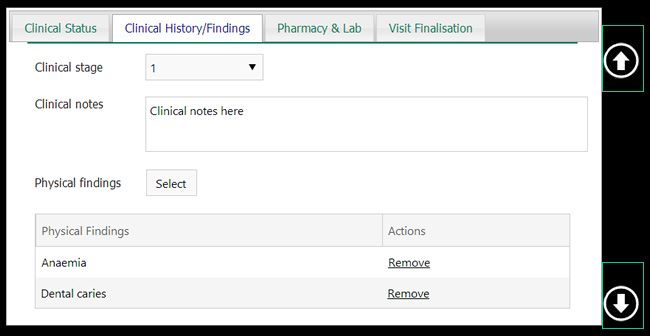 Clinical Status Clinical History/Findings Pharmacy & Lab Visit Finalisation
Clinical stage 1
Clinical notes Clinical notes here
Physical findings Select
Physical Findings Actions
Anaemia Remove
Dental caries Remove